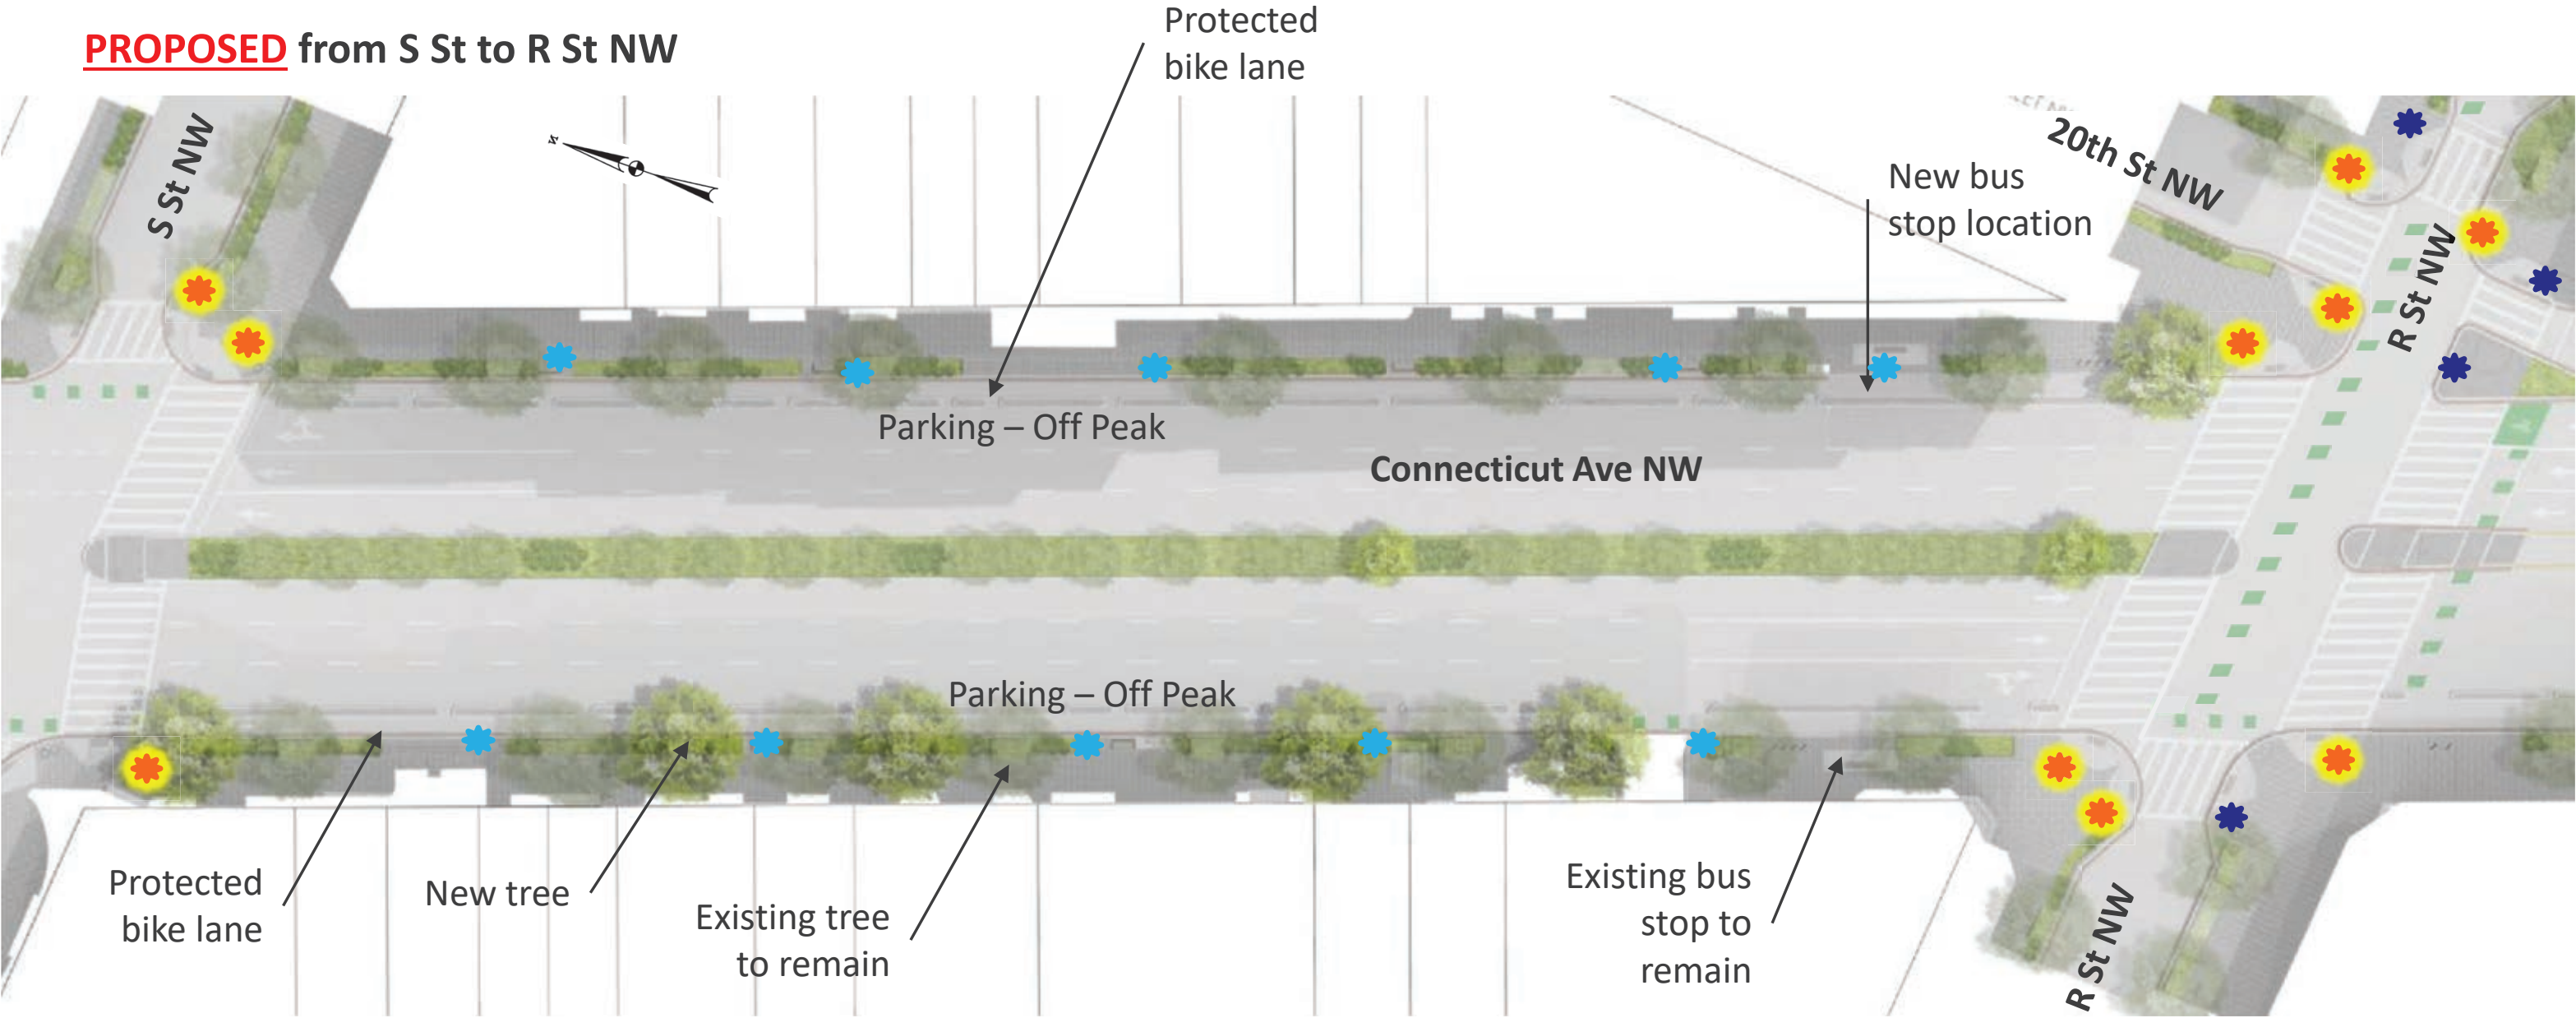 PROPOSED from S St to R St NW
Protected
bike lane
S St NW
N
20th St NW
New bus
stop location
R St NW
Parking – Off Peak
Connecticut Ave NW
Parking – Off Peak
Protected
bike lane
New tree
Existing tree
to remain
Existing bus
stop to
remain
R St NW